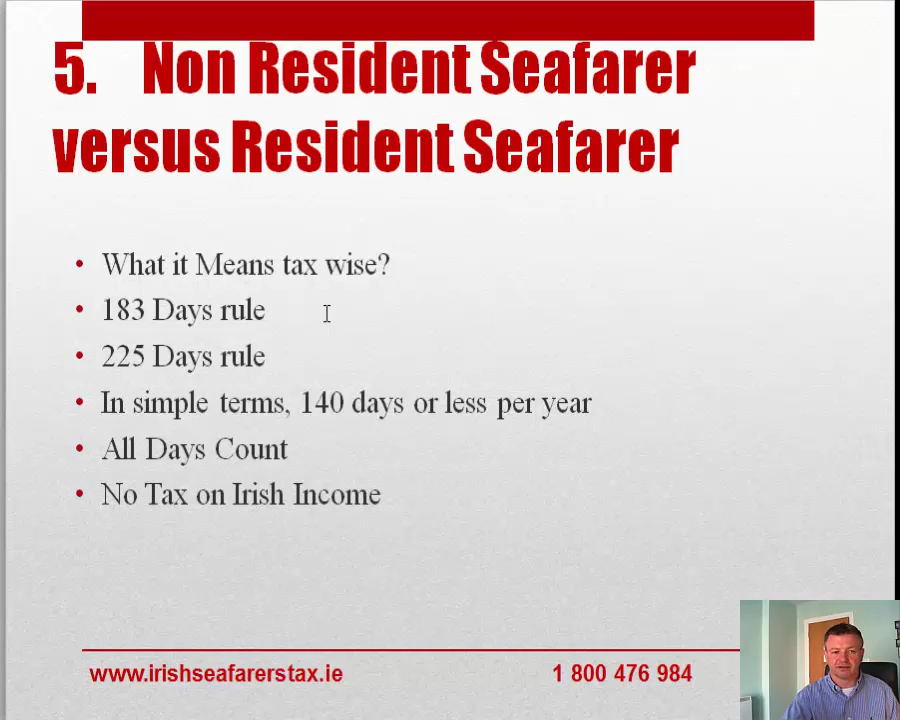 5. Non Resident Seafarer
versus Resident Seafarer
• What it Means tax wise?
• 183 Days rule
• 225 Days rule
• In simple terms, 140 days or less per year
• All Days Count
• No Tax on Irish Income
www.irishseafarerstax.ie 1 800 476 984